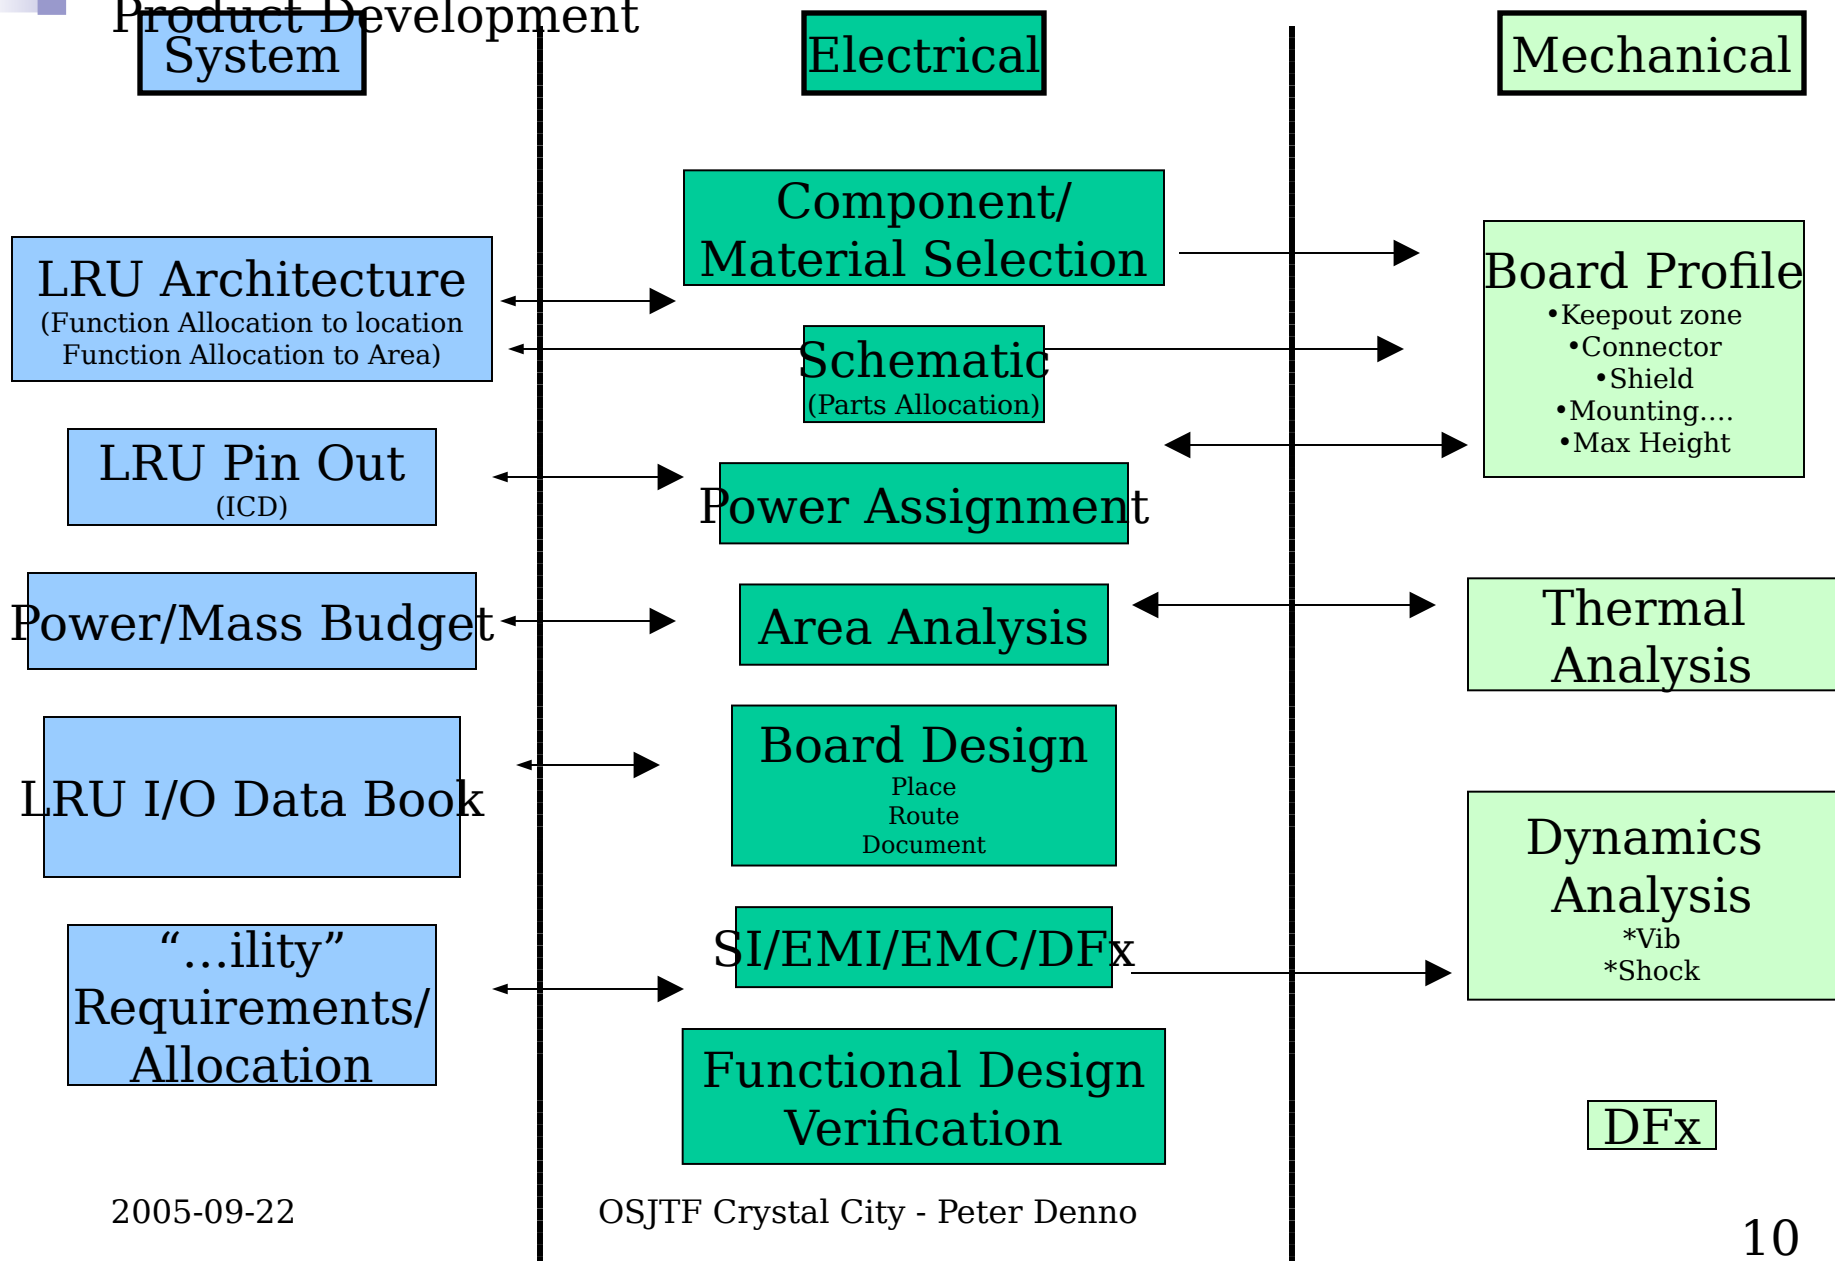 Product Development
System
Electrical
Mechanical
LRU Architecture
(Function Allocation to location
Function Allocation to Area)
LRU Pin Out
(ICD)
Power/Mass Budget
LRU I/O Data Book
“...ility”
Requirements/
Allocation
Component/
Material Selection
Schematic
(Parts Allocation)
Power Assignment
Area Analysis
Board Design
Place
Route
Document
SI/EMI/EMC/DFx
Functional Design
Verification
Board Profile
•Keepout zone
•Connector
•Shield
•Mounting....
•Max Height
Thermal
Analysis
Dynamics
Analysis
*Vib
*Shock
DFx
2005-09-22
OSJTF Crystal City - Peter Denno
10